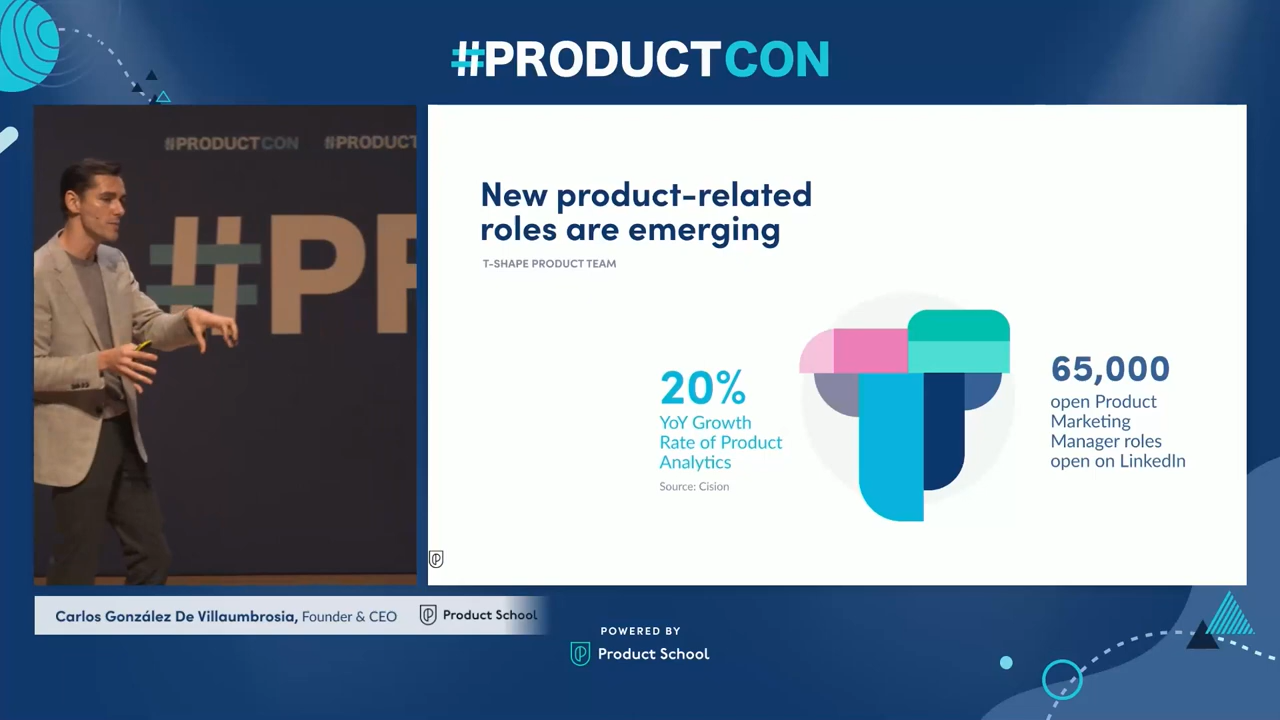 #PRODUCTCON
#PRODUCTCON #PRODUCT
#PR
New product-related
roles are emerging
T-SHAPE PRODUCT TEAM
20%
YoY Growth
Rate of Product
Analytics
Source: Cision
65,000
open Product
Marketing
Manager roles
open on LinkedIn
Carlos González De Villaumbrosia, Founder & CEO Product School
POWERED BY
Product School